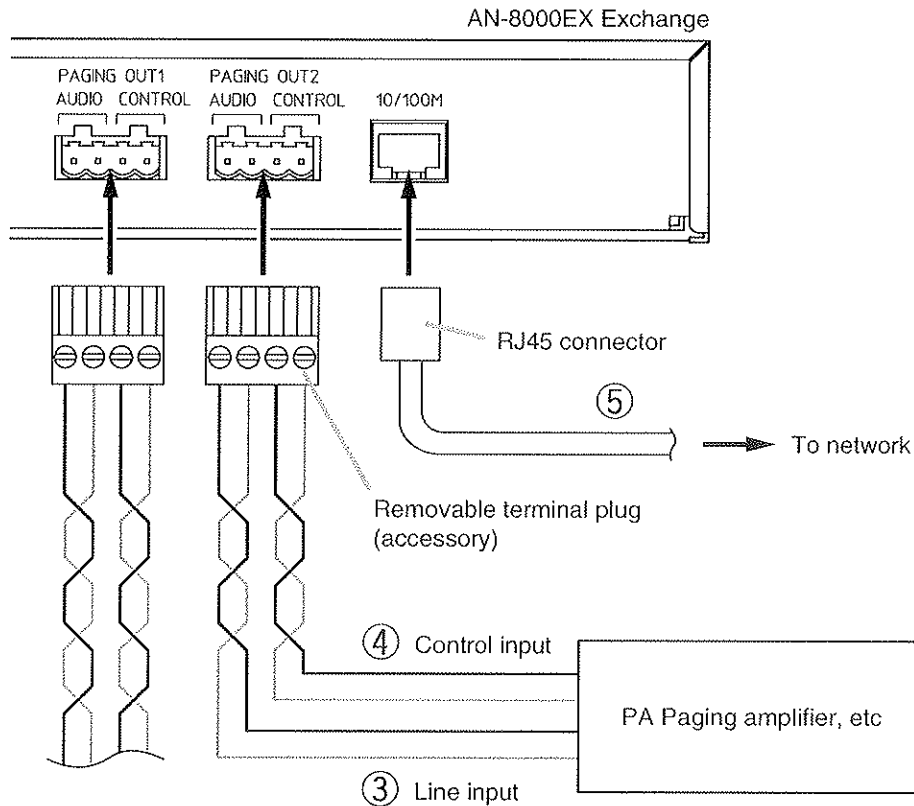 AN-8000EX Exchange
PAGING OUT1
AUDIO CONTROL
PAGING OUT2
AUDIO CONTROL
10/100M
RJ45 connector
⑤
To network
Removable terminal plug
(accessory)
④ Control input
PA Paging amplifier, etc
③ Line input